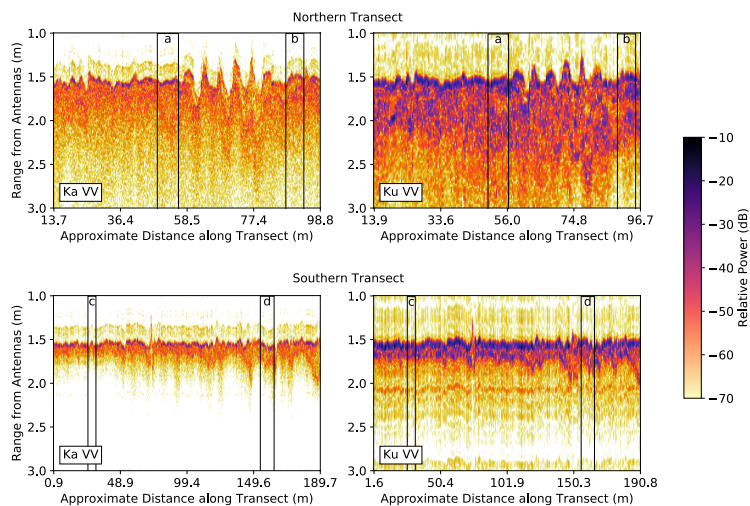 Northern Transect
a
b
a
b
1.0
1.5
2.0
2.5
3.0
Range from Antennas (m)
Ka VV
13.7 36.4 58.5 77.4 98.8
Approximate Distance along Transect (m)
1.0
1.5
2.0
2.5
3.0
Ku VV
13.9 33.6 56.0 74.8 96.7
Approximate Distance along Transect (m)
Southern Transect
c
d
c
d
1.0
1.5
2.0
2.5
3.0
Range from Antennas (m)
Ka VV
0.9 48.9 99.4 149.6 189.7
Approximate Distance along Transect (m)
1.0
1.5
2.0
2.5
3.0
Ku VV
1.6 50.4 101.9 150.3 190.8
Approximate Distance along Transect (m)
−10
−20
−30
−40
−50
−60
−70
Relative Power (dB)